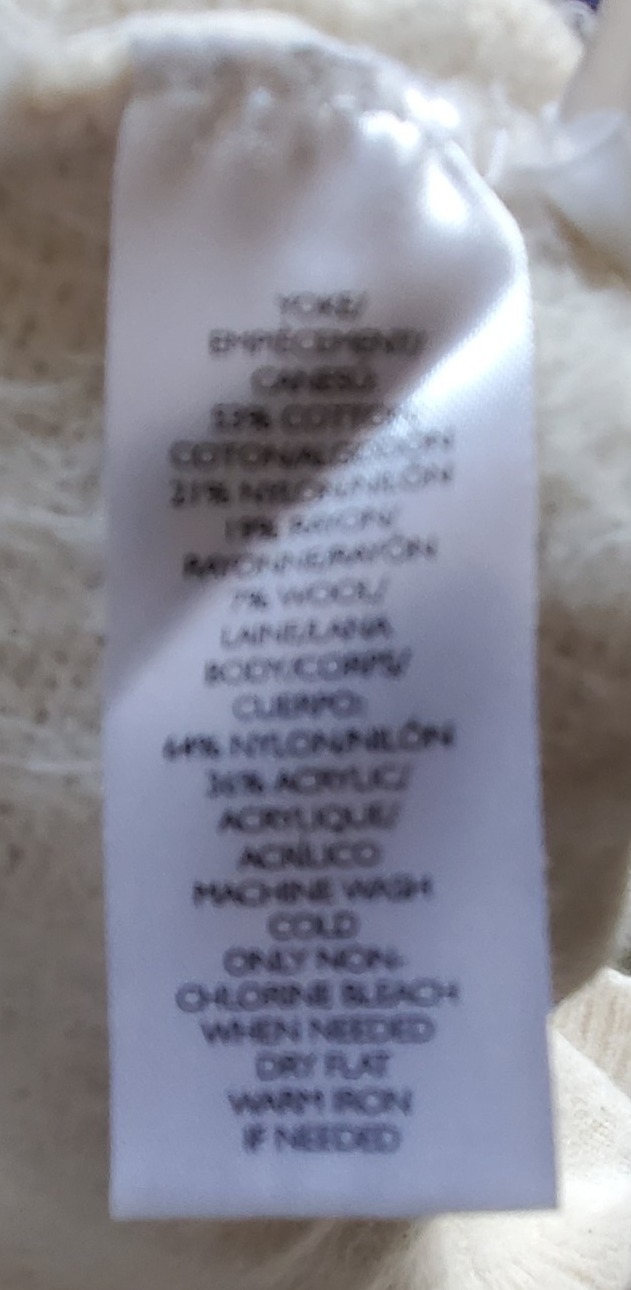 YOKE/
EMPIÈCEMENT/
CANESÚ:
53% COTTON/
COTON/ALGODÓN
21% NYLON/NILÓN
19% RAYON/
RAYONNE/RAYÓN
7% WOOL/
LAINE/LANA
BODY/CORPS/
CUERPO:
64% NYLON/NILÓN
36% ACRYLIC/
ACRYLIQUE/
ACRÍLICO
MACHINE WASH
COLD
ONLY NON-
CHLORINE BLEACH
WHEN NEEDED
DRY FLAT
WARM IRON
IF NEEDED